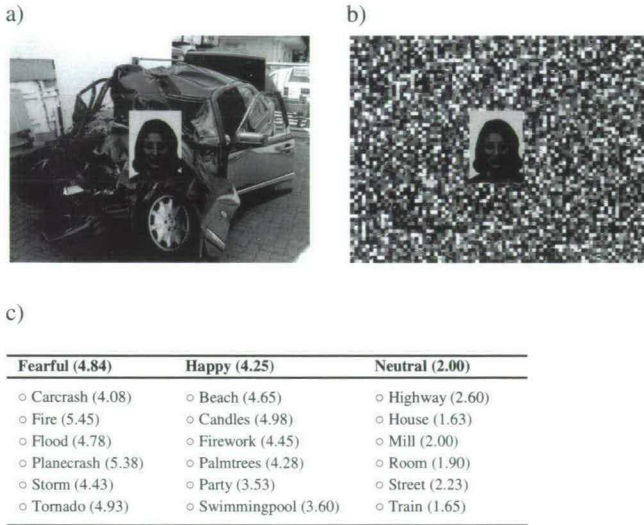 a)
b)
c)
Fearful (4.84) Happy (4.25) Neutral (2.00)
○ Carcrash (4.08) ○ Beach (4.65) ○ Highway (2.60)
○ Fire (5.45) ○ Candles (4.98) ○ House (1.63)
○ Flood (4.78) ○ Firework (4.45) ○ Mill (2.00)
○ Planecrash (5.38) ○ Palmtrees (4.28) ○ Room (1.90)
○ Storm (4.43) ○ Party (3.53) ○ Street (2.23)
○ Tornado (4.93) ○ Swimmingpool (3.60) ○ Train (1.65)